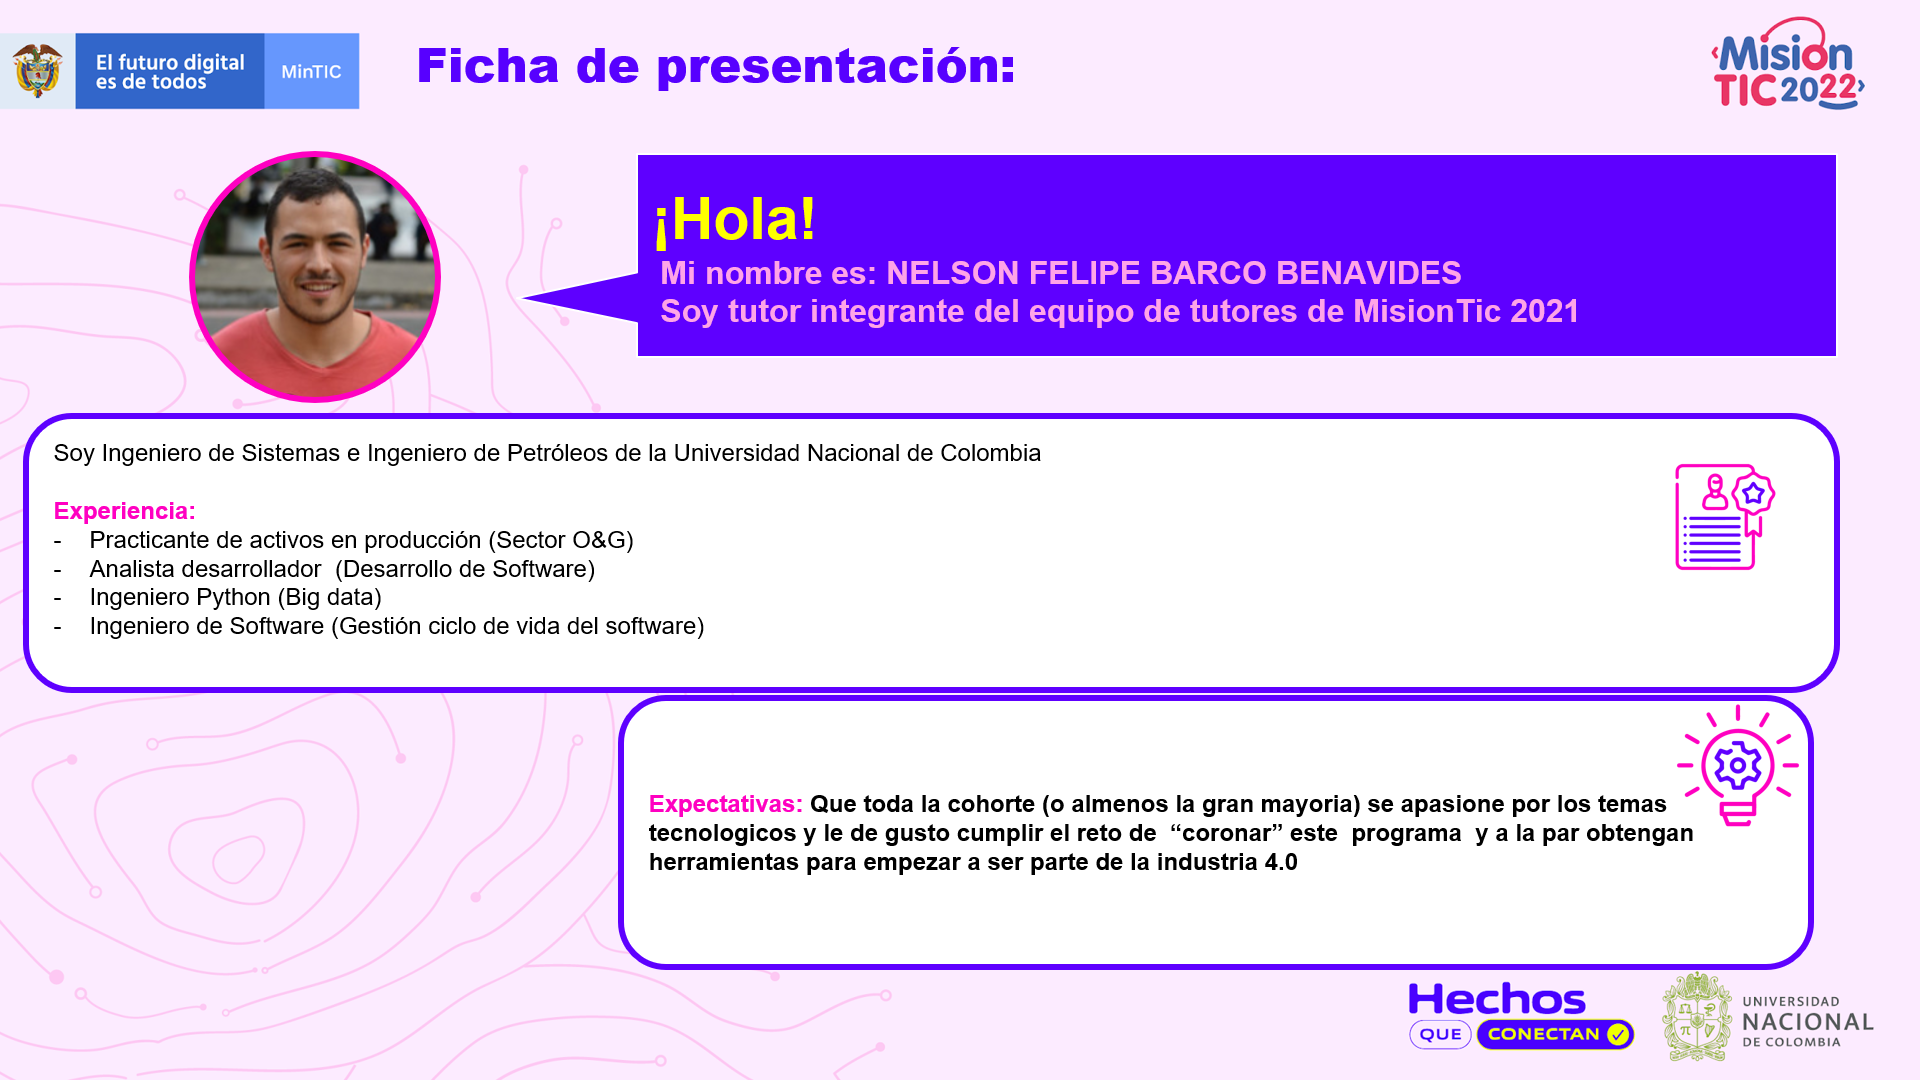 El futuro digital
es de todos
MinTIC
Ficha de presentación:
Misión
TIC 2022
¡Hola!
Mi nombre es: NELSON FELIPE BARCO BENAVIDES
Soy tutor integrante del equipo de tutores de MisionTic 2021
Soy Ingeniero de Sistemas e Ingeniero de Petróleos de la Universidad Nacional de Colombia
Experiencia:
- Practicante de activos en producción (Sector O&G)
- Analista desarrollador (Desarrollo de Software)
- Ingeniero Python (Big data)
- Ingeniero de Software (Gestión ciclo de vida del software)
Expectativas: Que toda la cohorte (o almenos la gran mayoria) se apasione por los temas
tecnologicos y le de gusto cumplir el reto de “coronar” este programa y a la par obtengan
herramientas para empezar a ser parte de la industria 4.0
Hechos
QUE CONECTAN
UNIVERSIDAD
NACIONAL
DE COLOMBIA